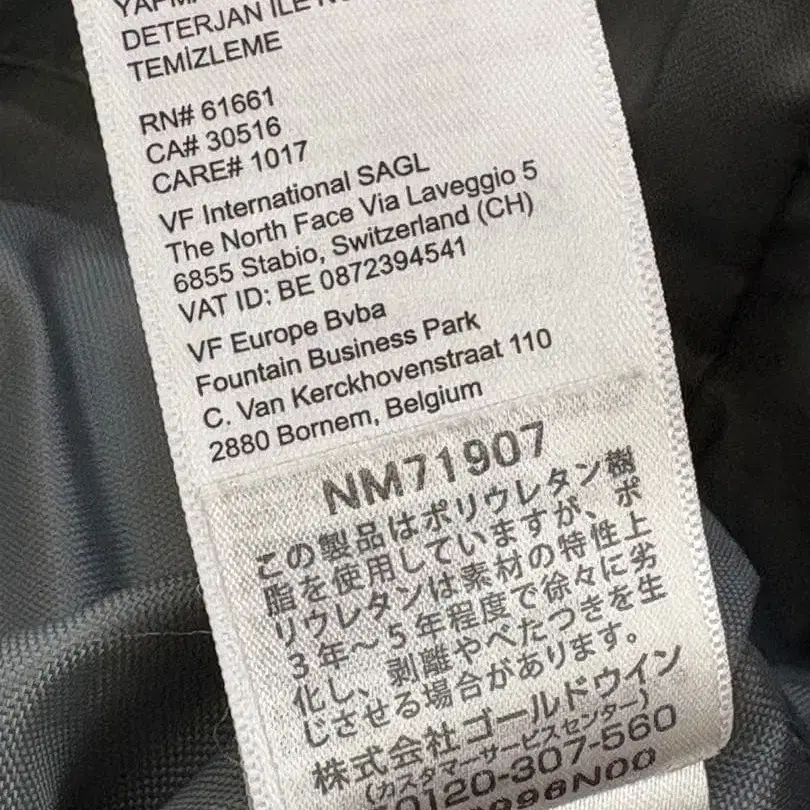 DETERJAN İLE
TEMİZLEME
RN# 61661
CA# 30516
CARE# 1017
VF International SAGL
The North Face Via Laveggio 5
6855 Stabio, Switzerland (CH)
VAT ID: BE 0872394541
VF Europe Bvba
Fountain Business Park
C. Van Kerckhovenstraat 110
2880 Bornem, Belgium
NM71907
この製品はポリウレタン樹
脂を使用していますが、ポ
リウレタンは素材の特性上
3年~5年程度で徐々に劣
化し、剥離やべたつきを生
じさせる場合があります。
株式会社ゴールドウイン
(カスタマーサービスセンター)
0120-307-560